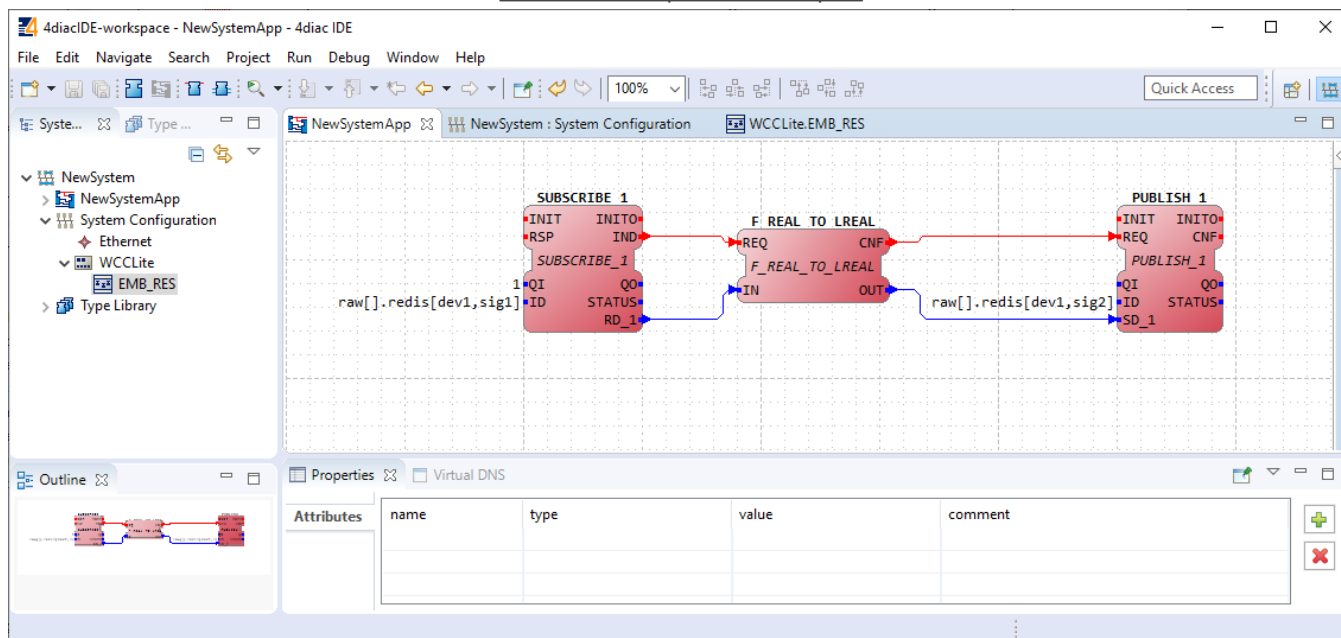 4diacIDE-workspace - NewSystemApp - 4diac IDE
File Edit Navigate Search Project Run Debug Window Help
100%
Quick Access
Syste...
Type ...
NewSystemApp
NewSystem : System Configuration
WCCLite.EMB_RES
NewSystem
NewSystemApp
System Configuration
Ethernet
WCCLite
EMB_RES
Type Library
SUBSCRIBE_1
INIT INITO
RSP IND
SUBSCRIBE_1
1 QI QO
raw[].redis[dev1,sig1] ID STATUS
RD_1
F_REAL_TO_LREAL
REQ CNF
F_REAL_TO_LREAL
IN OUT
PUBLISH_1
INIT INITO
REQ CNF
PUBLISH_1
QI QO
raw[].redis[dev1,sig2] ID STATUS
SD_1
Outline
Properties
Virtual DNS
Attributes
name type value comment